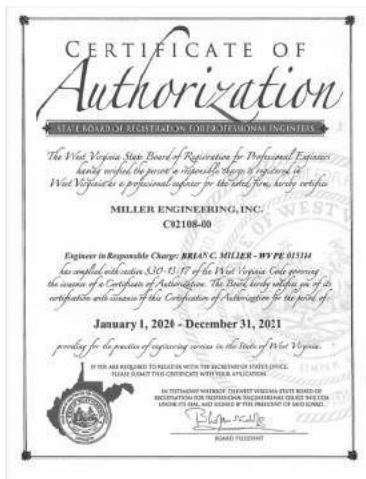 CERTIFICATE OF
Authorization
STATE BOARD OF REGISTRATION FOR PROFESSIONAL ENGINEERS
The West Virginia State Board of Registration for Professional Engineers
having verified the person in responsible charge is registered in
West Virginia as a professional engineer for the noted firm, hereby certifies
MILLER ENGINEERING, INC.
C02108-00
Engineer in Responsible Charge: BRIAN C. MILLER - WV PE 015114
has complied with section §30-13-17 of the West Virginia Code governing
the issuance of a Certificate of Authorization. The Board hereby notifies you of its
certification with issuance of this Certification of Authorization for the period of:
January 1, 2020 - December 31, 2021
providing for the practice of engineering services in the State of West Virginia.
IF YOU ARE REQUIRED TO REGISTER WITH THE SECRETARY OF STATE'S OFFICE,
PLEASE SUBMIT THIS CERTIFICATE WITH YOUR APPLICATION.
IN TESTIMONY WHEREOF, THE WEST VIRGINIA STATE BOARD OF
REGISTRATION FOR PROFESSIONAL ENGINEERS HAS ISSUED THIS COA
UNDER ITS SEAL, AND SIGNED BY THE PRESIDENT OF SAID BOARD.
BOARD PRESIDENT